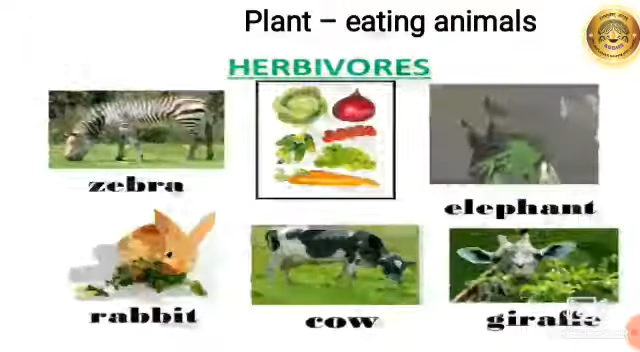 Plant – eating animals
HERBIVORES
zebra
elephant
rabbit
cow
giraffe